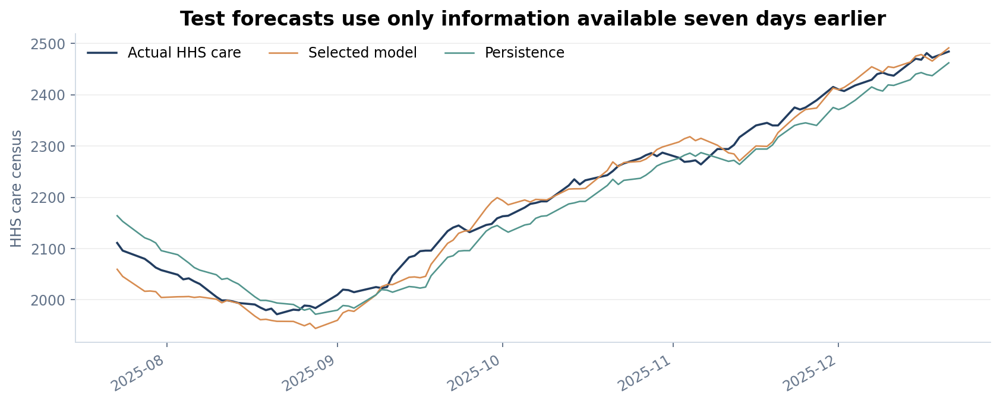 Test forecasts use only information available seven days earlier
Actual HHS care
Selected model
Persistence
HHS care census
2500
2400
2300
2200
2100
2000
2025-08
2025-09
2025-10
2025-11
2025-12